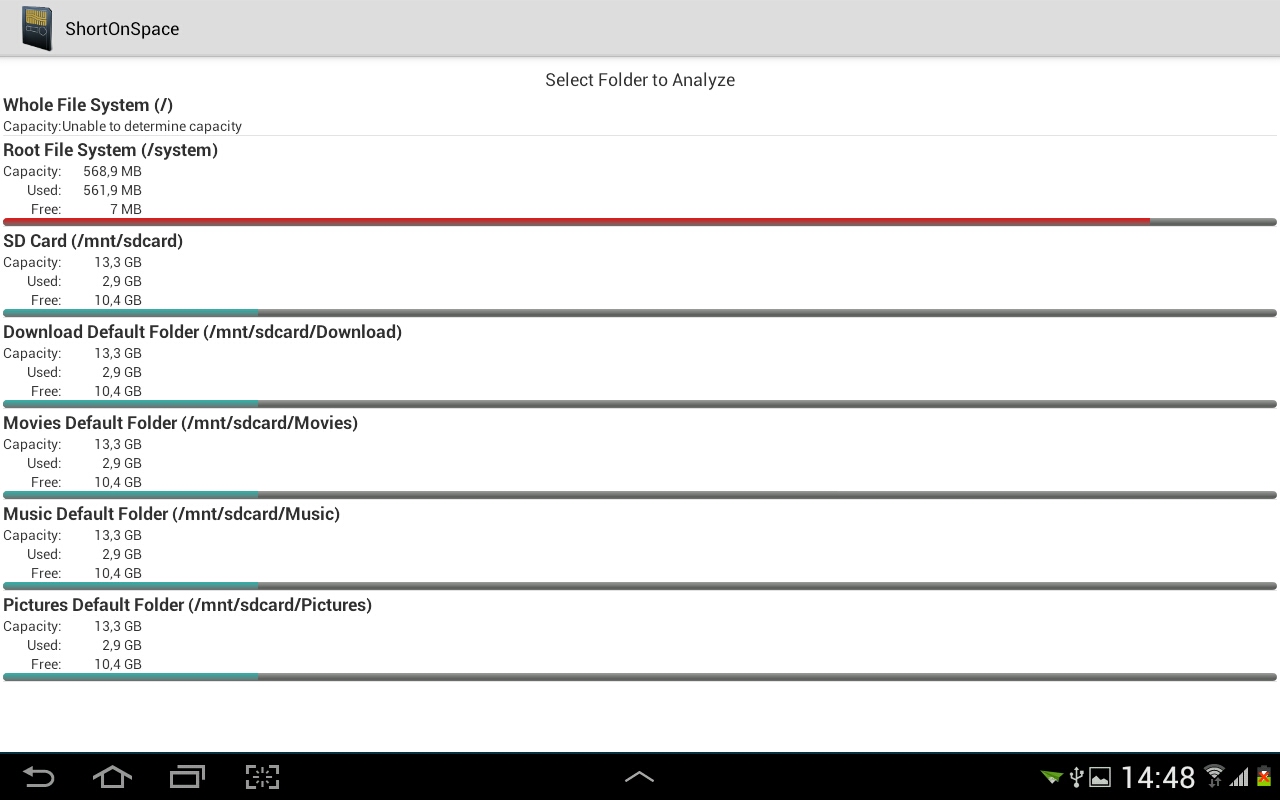 ShortOnSpace
Select Folder to Analyze
Whole File System (/)
Capacity:Unable to determine capacity
Root File System (/system)
Capacity: 568,9 MB
Used: 561,9 MB
Free: 7 MB
SD Card (/mnt/sdcard)
Capacity: 13,3 GB
Used: 2,9 GB
Free: 10,4 GB
Download Default Folder (/mnt/sdcard/Download)
Capacity: 13,3 GB
Used: 2,9 GB
Free: 10,4 GB
Movies Default Folder (/mnt/sdcard/Movies)
Capacity: 13,3 GB
Used: 2,9 GB
Free: 10,4 GB
Music Default Folder (/mnt/sdcard/Music)
Capacity: 13,3 GB
Used: 2,9 GB
Free: 10,4 GB
Pictures Default Folder (/mnt/sdcard/Pictures)
Capacity: 13,3 GB
Used: 2,9 GB
Free: 10,4 GB
14:48